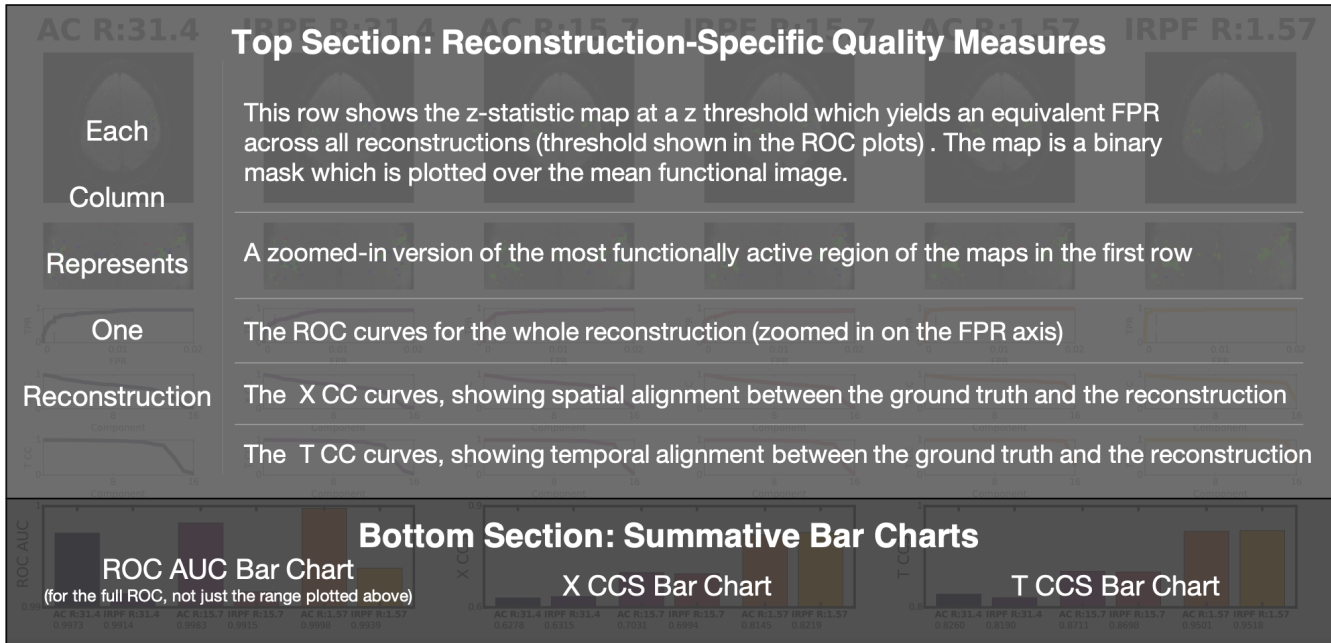 AC R:31.4 IRPF R:31.4 AC R:15.7 IRPF R:15.7 AC R:1.57 IRPF R:1.57
Top Section: Reconstruction-Specific Quality Measures
Each
Column
Represents
One
Reconstruction
This row shows the z-statistic map at a z threshold which yields an equivalent FPR
across all reconstructions (threshold shown in the ROC plots) . The map is a binary
mask which is plotted over the mean functional image.
A zoomed-in version of the most functionally active region of the maps in the first row
The ROC curves for the whole reconstruction (zoomed in on the FPR axis)
The X CC curves, showing spatial alignment between the ground truth and the reconstruction
The T CC curves, showing temporal alignment between the ground truth and the reconstruction
Bottom Section: Summative Bar Charts
ROC AUC Bar Chart
(for the full ROC, not just the range plotted above)
X CCS Bar Chart
T CCS Bar Chart
ROC AUC
X CC
T CC
AC R:31.4 IRPF R:31.4 AC R:15.7 IRPF R:15.7 AC R:1.57 IRPF R:1.57
0.9973 0.9914 0.9983 0.9915 0.9939
AC R:31.4 IRPF R:31.4 AC R:15.7 IRPF R:15.7 AC R:1.57 IRPF R:1.57
0.6278 0.6315 0.7031 0.6994 0.8145 0.8219
AC R:31.4 IRPF R:31.4 AC R:15.7 IRPF R:15.7 AC R:1.57 IRPF R:1.57
0.8260 0.8190 0.8711 0.8698 0.9501 0.9518